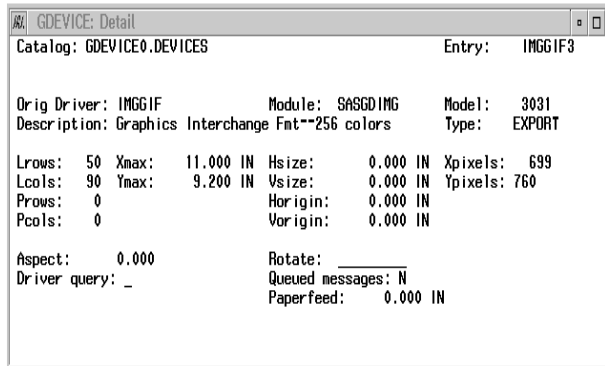 GDEVICE: Detail
Catalog: GDEVICE0.DEVICES Entry: IMGGIF3
Orig Driver: IMGGIF Module: SASGDIMG Model: 3031
Description: Graphics Interchange Fmt--256 colors Type: EXPORT
Lrows: 50 Xmax: 11.000 IN Hsize: 0.000 IN Xpixels: 699
Lcols: 90 Ymax: 9.200 IN Vsize: 0.000 IN Ypixels: 760
Prows: 0 Horigin: 0.000 IN
Pcols: 0 Vorigin: 0.000 IN
Aspect: 0.000 Rotate: ________
Driver query: _ Queued messages: N
Paperfeed: 0.000 IN